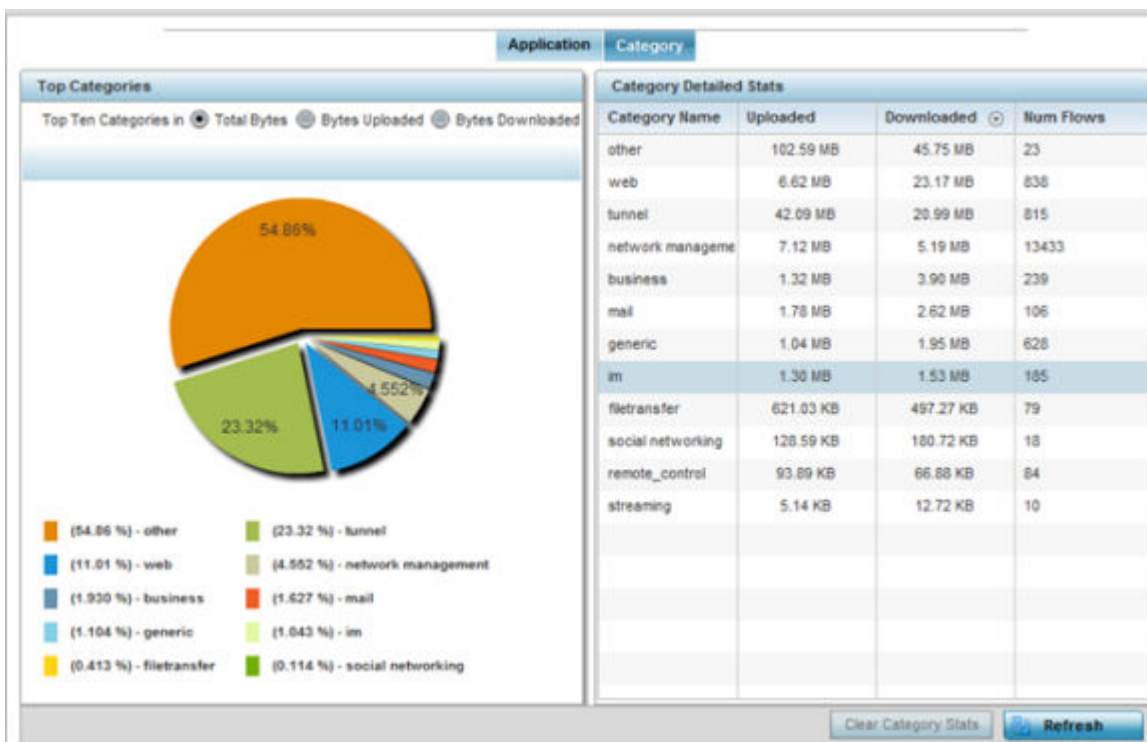 Application Category
Top Categories
Top Ten Categories in Total Bytes Bytes Uploaded Bytes Downloaded
54.86%
4.552%
23.32%
11.01%
(54.86 %) - other
(23.32 %) - tunnel
(11.01 %) - web
(4.552 %) - network management
(1.930 %) - business
(1.627 %) - mail
(1.104 %) - generic
(1.043 %) - im
(0.413 %) - filetransfer
(0.114 %) - social networking
Category Detailed Stats
Category Name Uploaded Downloaded Num Flows
other 102.59 MB 45.75 MB 23
web 6.62 MB 23.17 MB 838
tunnel 42.09 MB 20.99 MB 815
network manageme 7.12 MB 5.19 MB 13433
business 1.32 MB 3.90 MB 239
mail 1.78 MB 2.62 MB 106
generic 1.04 MB 1.95 MB 628
im 1.30 MB 1.53 MB 185
filetransfer 621.03 KB 497.27 KB 79
social networking 128.59 KB 180.72 KB 18
remote_control 93.89 KB 66.88 KB 84
streaming 5.14 KB 12.72 KB 10
Clear Category Stats Refresh